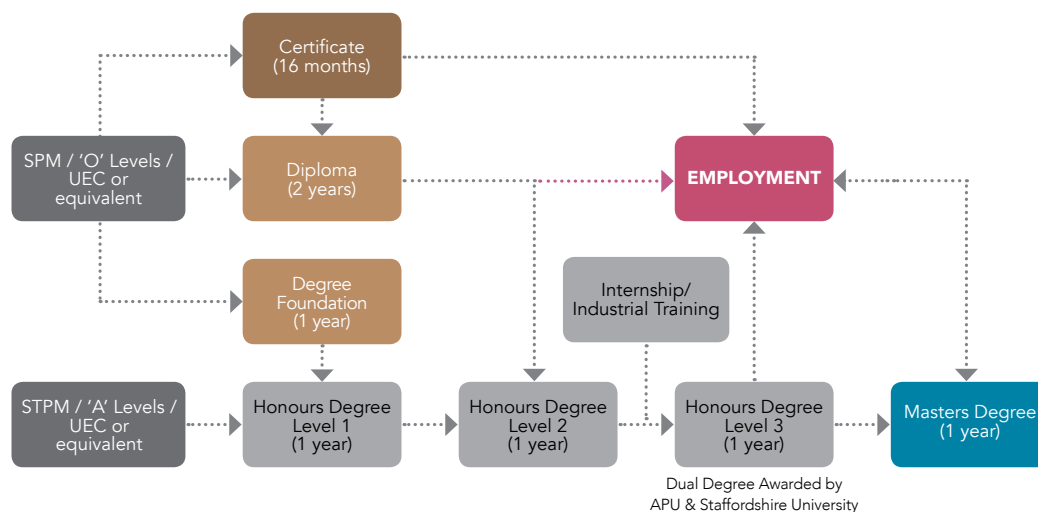 Certificate
(16 months)
SPM / ‘O’ Levels /
UEC or
equivalent
Diploma
(2 years)
EMPLOYMENT
Degree
Foundation
(1 year)
Internship/
Industrial Training
STPM / ‘A’ Levels /
UEC or
equivalent
Honours Degree
Level 1
(1 year)
Honours Degree
Level 2
(1 year)
Honours Degree
Level 3
(1 year)
Masters Degree
(1 year)
Dual Degree Awarded by
APU & Staffordshire University